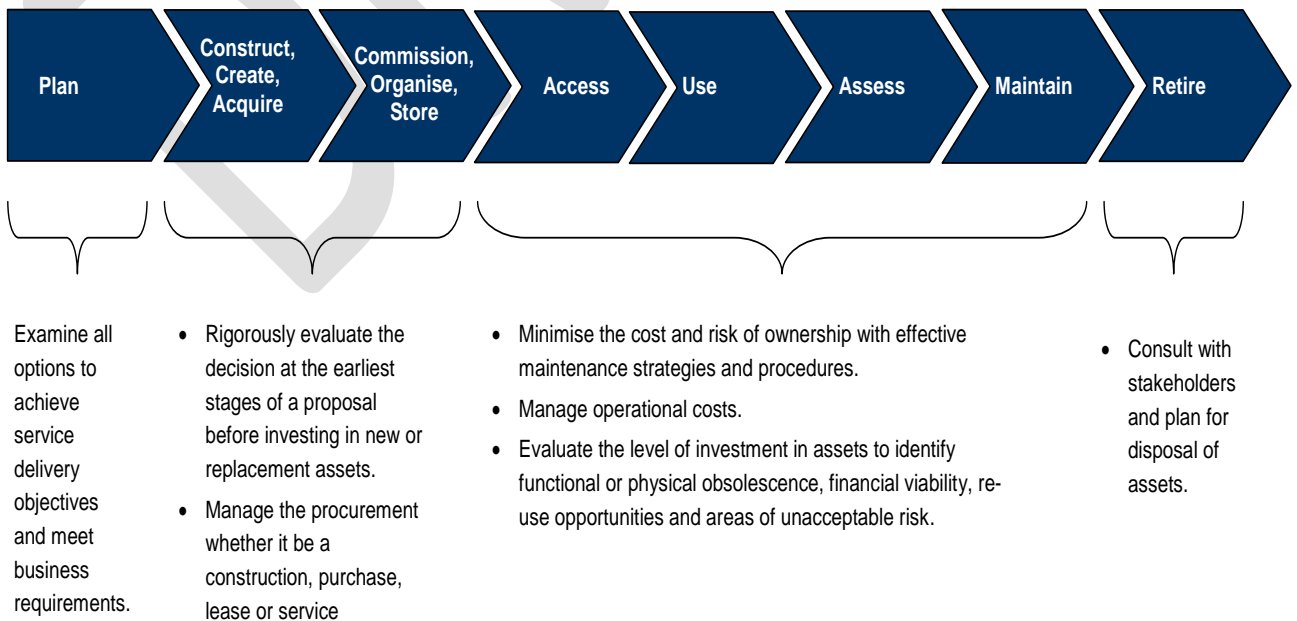 Plan
Construct,
Create,
Acquire
Commission,
Organise,
Store
Access
Use
Assess
Maintain
Retire
Examine all
options to
achieve
service
delivery
objectives
and meet
business
requirements.
• Rigorously evaluate the
decision at the earliest
stages of a proposal
before investing in new or
replacement assets.
• Manage the procurement
whether it be a
construction, purchase,
lease or service
• Minimise the cost and risk of ownership with effective
maintenance strategies and procedures.
• Manage operational costs.
• Evaluate the level of investment in assets to identify
functional or physical obsolescence, financial viability, re-
use opportunities and areas of unacceptable risk.
• Consult with
stakeholders
and plan for
disposal of
assets.